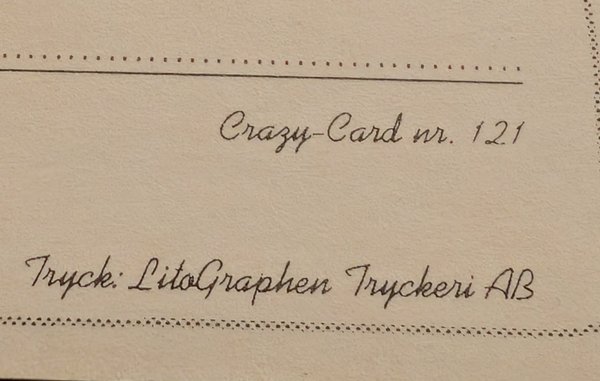 Crazy-Card nr. 121
Tryck: LitoGraphen Tryckeri AB